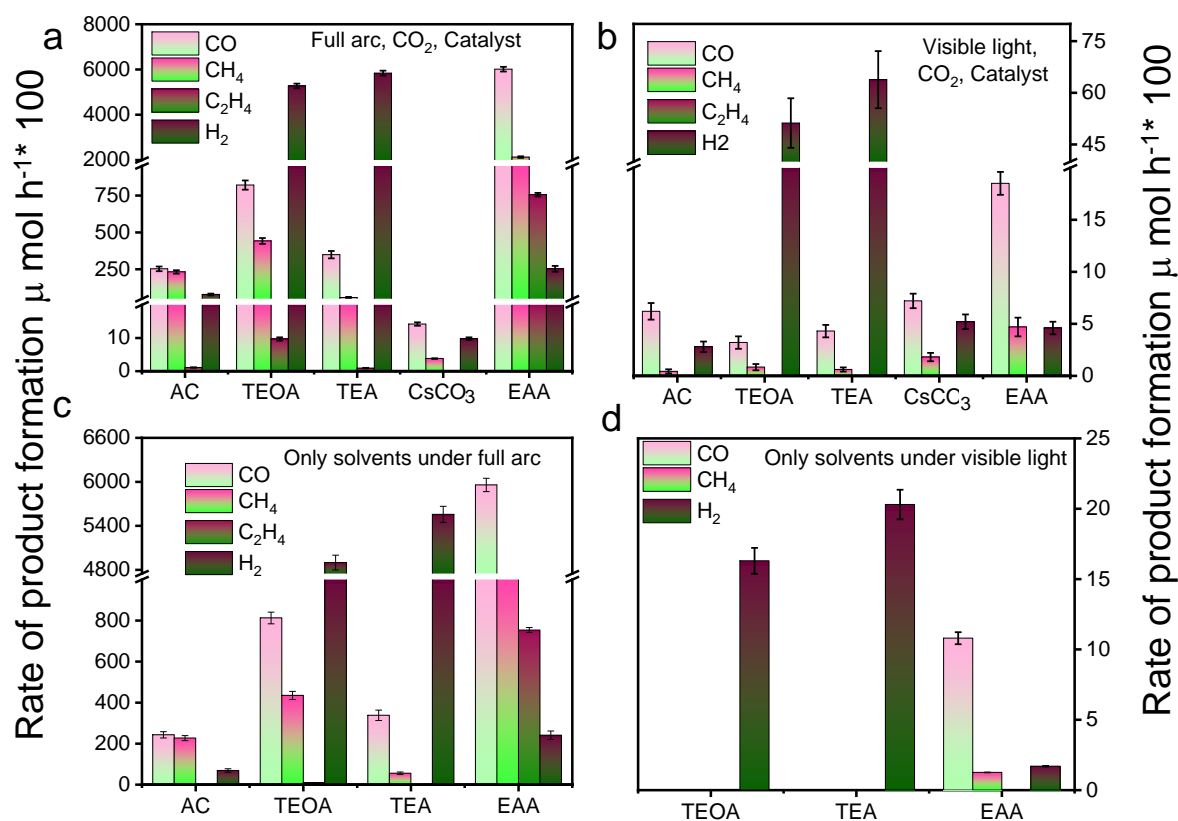 Rate of product formation μ mol h⁻¹* 100
a
CO
CH₄
C₂H₄
H₂
Full arc, CO₂, Catalyst
8000
6000
4000
2000
750
500
250
10
0
AC TEOA TEA CsCO₃ EAA
b
CO
CH₄
C₂H₄
H2
Visible light,
CO₂, Catalyst
75
60
45
15
10
5
0
AC TEOA TEA CsCO₃ EAA
c
CO
CH₄
C₂H₄
H₂
Only solvents under full arc
6600
6000
5400
4800
800
600
400
200
0
AC TEOA TEA EAA
d
CO
CH₄
H₂
Only solvents under visible light
25
20
15
10
5
0
TEOA TEA EAA
Rate of product formation μ mol h⁻¹* 100